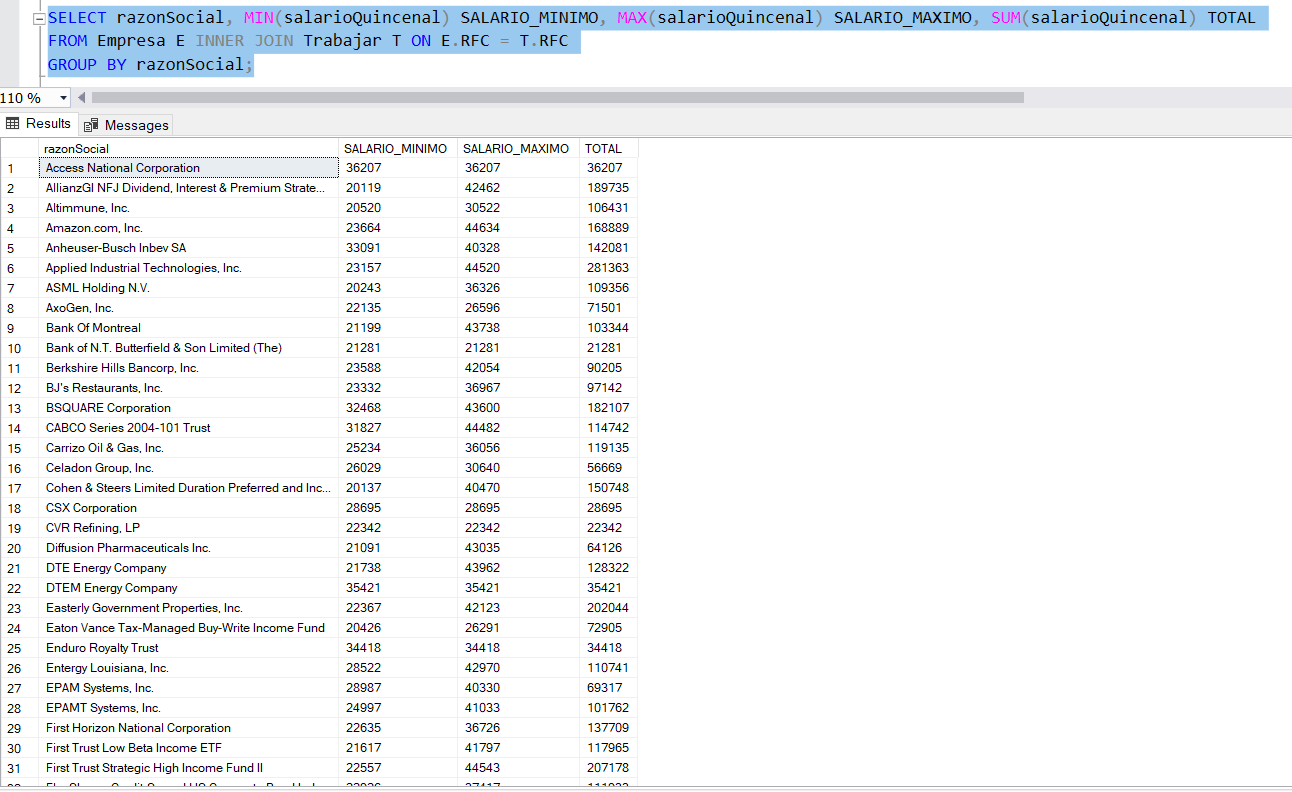 SELECT razonSocial, MIN(salarioQuincenal) SALARIO_MINIMO, MAX(salarioQuincenal) SALARIO_MAXIMO, SUM(salarioQuincenal) TOTAL
FROM Empresa E INNER JOIN Trabajar T ON E.RFC = T.RFC
GROUP BY razonSocial;
110 %
Results Messages
razonSocial SALARIO_MINIMO SALARIO_MAXIMO TOTAL
1 Access National Corporation 36207 36207 36207
2 AllianzGI NFJ Dividend, Interest & Premium Strate... 20119 42462 189735
3 Altimmune, Inc. 20520 30522 106431
4 Amazon.com, Inc. 23664 44634 168889
5 Anheuser-Busch Inbev SA 33091 40328 142081
6 Applied Industrial Technologies, Inc. 23157 44520 281363
7 ASML Holding N.V. 20243 36326 109356
8 AxoGen, Inc. 22135 26596 71501
9 Bank Of Montreal 21199 43738 103344
10 Bank of N.T. Butterfield & Son Limited (The) 21281 21281 21281
11 Berkshire Hills Bancorp, Inc. 23588 42054 90205
12 BJ's Restaurants, Inc. 23332 36967 97142
13 BSQUARE Corporation 32468 43600 182107
14 CABCO Series 2004-101 Trust 31827 44482 114742
15 Carrizo Oil & Gas, Inc. 25234 36056 119135
16 Celadon Group, Inc. 26029 30640 56669
17 Cohen & Steers Limited Duration Preferred and Inc... 20137 40470 150748
18 CSX Corporation 28695 28695 28695
19 CVR Refining, LP 22342 22342 22342
20 Diffusion Pharmaceuticals Inc. 21091 43035 64126
21 DTE Energy Company 21738 43962 128322
22 DTEM Energy Company 35421 35421 35421
23 Easterly Government Properties, Inc. 22367 42123 202044
24 Eaton Vance Tax-Managed Buy-Write Income Fund 20426 26291 72905
25 Enduro Royalty Trust 34418 34418 34418
26 Entergy Louisiana, Inc. 28522 42970 110741
27 EPAM Systems, Inc. 28987 40330 69317
28 EPAMT Systems, Inc. 24997 41033 101762
29 First Horizon National Corporation 22635 36726 137709
30 First Trust Low Beta Income ETF 21617 41797 117965
31 First Trust Strategic High Income Fund II 22557 44543 207178